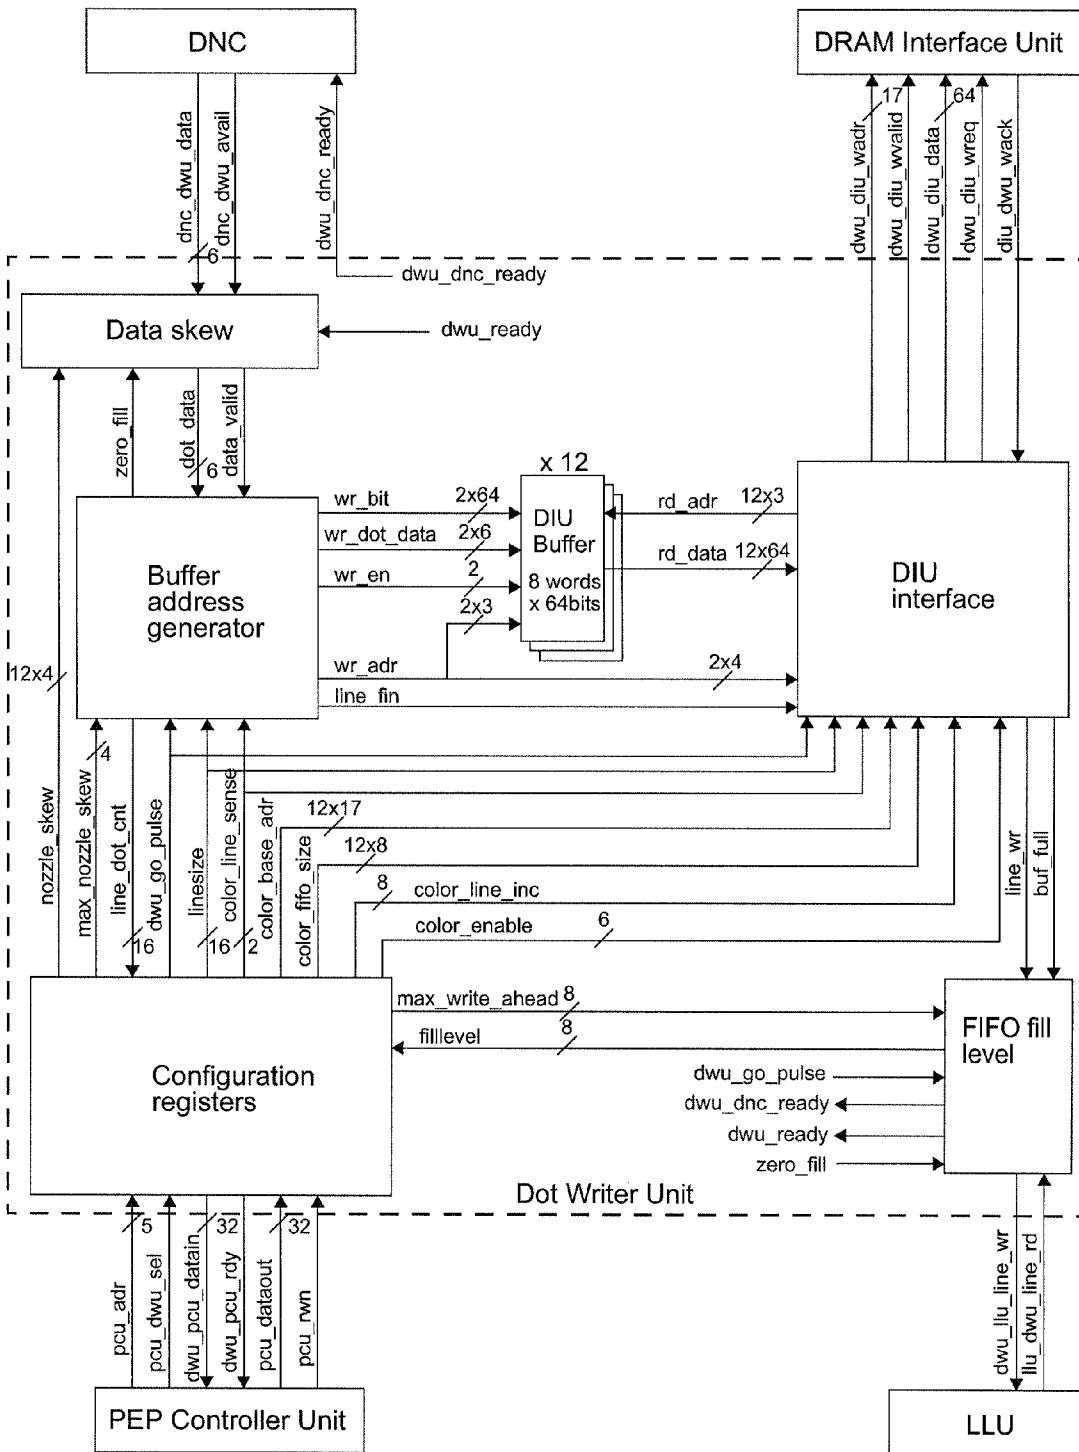 DNC
DRAM Interface Unit
dnc_dwu_data
6
dnc_dwu_avail
dwu_dnc_ready
dwu_diu_wadr
17
dwu_diu_wvalid
dwu_diu_data
64
dwu_diu_wreq
diu_dwu_wack
dwu_dnc_ready
Data skew
dwu_ready
zero_fill
dot_data
6
data_valid
x 12
Buffer
address
generator
wr_bit
2x64
wr_dot_data
2x6
wr_en
2
2x3
wr_adr
2x4
line_fin
DIU
Buffer
8 words
x 64bits
rd_adr
12x3
rd_data
12x64
DIU
interface
12x4
nozzle_skew
4
max_nozzle_skew
line_dot_cnt
16
dwu_go_pulse
linesize
16
color_line_sense
2
color_base_adr
12x17
color_fifo_size
12x8
8
color_line_inc
color_enable
6
line_wr
buf_full
Configuration
registers
max_write_ahead
8
filllevel
8
FIFO fill
level
dwu_go_pulse
dwu_dnc_ready
dwu_ready
zero_fill
Dot Writer Unit
pcu_adr
5
pcu_dwu_sel
dwu_pcu_datain
32
dwu_pcu_rdy
pcu_dataout
32
pcu_rwn
dwu_llu_line_wr
llu_dwu_line_rd
PEP Controller Unit
LLU